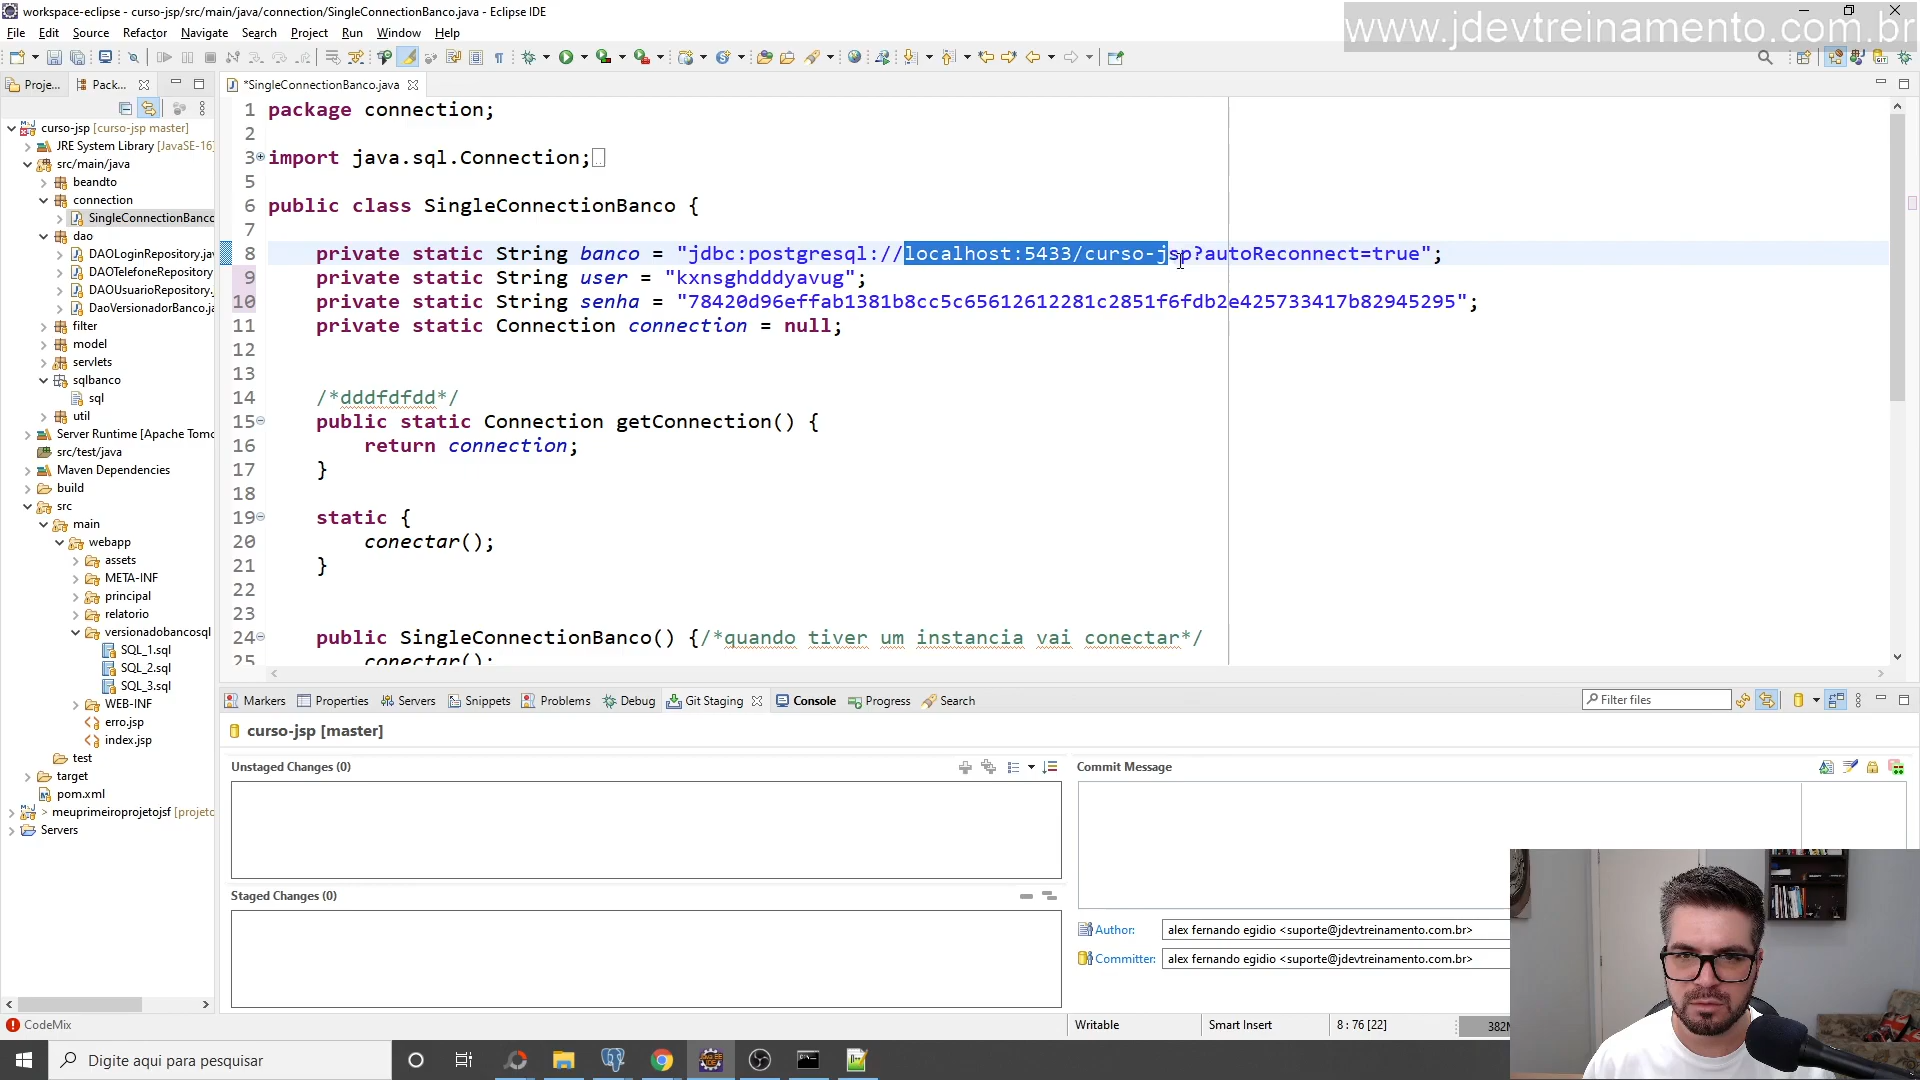 workspace-eclipse - curso-jsp/src/main/java/connection/SingleConnectionBanco.java - Eclipse IDE
www.jdevtreinamento.com.br
File Edit Source Refactor Navigate Search Project Run Window Help
Proje... Pack...
*SingleConnectionBanco.java
curso-jsp [curso-jsp master]
JRE System Library [JavaSE-16]
src/main/java
beandto
connection
SingleConnectionBanco
dao
DAOLoginRepository.jav
DAOTelefoneRepository
DAOUsuarioRepository.
DaoVersionadorBanco.ja
filter
model
servlets
sqlbanco
sql
util
Server Runtime [Apache Tomc
src/test/java
Maven Dependencies
build
src
main
webapp
assets
META-INF
principal
relatorio
versionadobancosql
SQL_1.sql
SQL_2.sql
SQL_3.sql
WEB-INF
erro.jsp
index.jsp
test
target
pom.xml
> meuprimeiroprojetojsf [projeto
Servers
1 package connection;
2
3 import java.sql.Connection;
5
6 public class SingleConnectionBanco {
7
8 private static String banco = "jdbc:postgresql://localhost:5433/curso-jsp?autoReconnect=true";
9 private static String user = "kxnsghdddyavug";
10 private static String senha = "78420d96effab1381b8cc5c65612612281c2851f6fdb2e425733417b82945295";
11 private static Connection connection = null;
12
13
14 /*dddfdfdd*/
15 public static Connection getConnection() {
16 return connection;
17 }
18
19 static {
20 conectar();
21 }
22
23
24 public SingleConnectionBanco() {/*quando tiver um instancia vai conectar*/
25 conectar();
Markers Properties Servers Snippets Problems Debug Git Staging Console Progress Search
Filter files
curso-jsp [master]
Unstaged Changes (0)
Commit Message
Staged Changes (0)
Author: alex fernando egidio <suporte@jdevtreinamento.com.br>
Committer: alex fernando egidio <suporte@jdevtreinamento.com.br>
CodeMix
Writable Smart Insert 8 : 76 [22] 382M
Digite aqui para pesquisar